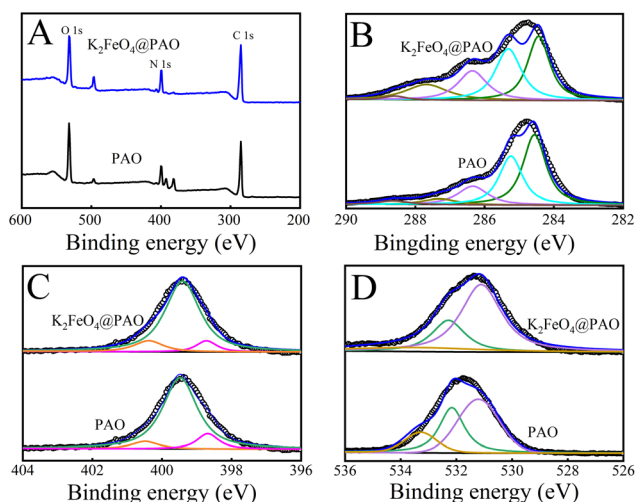 A
O 1s
K₂FeO₄@PAO
N 1s
C 1s
PAO
600 500 400 300 200
Binding energy (eV)
B
K₂FeO₄@PAO
PAO
290 288 286 284 282
Bingding energy (eV)
C
K₂FeO₄@PAO
PAO
404 402 400 398 396
Binding energy (eV)
D
K₂FeO₄@PAO
PAO
536 534 532 530 528 526
Binding energy (eV)